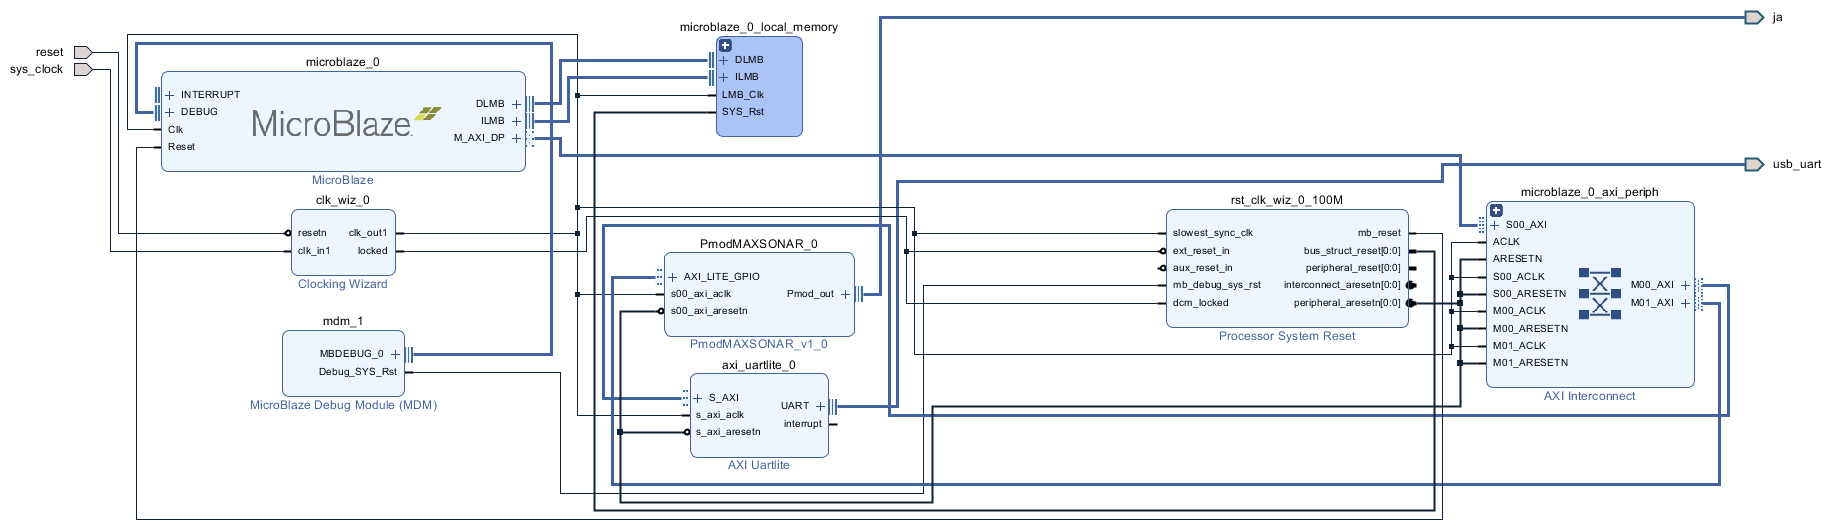 reset
sys_clock
microblaze_0
INTERRUPT
DEBUG
Clk
Reset
MicroBlaze
DLMB
ILMB
M_AXI_DP
MicroBlaze
microblaze_0_local_memory
DLMB
ILMB
LMB_Clk
SYS_Rst
ja
usb_uart
clk_wiz_0
resetn
clk_in1
clk_out1
locked
Clocking Wizard
mdm_1
MBDEBUG_0
Debug_SYS_Rst
MicroBlaze Debug Module (MDM)
PmodMAXSONAR_0
AXI_LITE_GPIO
s00_axi_aclk
s00_axi_aresetn
Pmod_out
PmodMAXSONAR_v1_0
axi_uartlite_0
S_AXI
s_axi_aclk
s_axi_aresetn
UART
interrupt
AXI Uartlite
rst_clk_wiz_0_100M
slowest_sync_clk
ext_reset_in
aux_reset_in
mb_debug_sys_rst
dcm_locked
mb_reset
bus_struct_reset[0:0]
peripheral_reset[0:0]
interconnect_aresetn[0:0]
peripheral_aresetn[0:0]
Processor System Reset
microblaze_0_axi_periph
S00_AXI
ACLK
ARESETN
S00_ACLK
S00_ARESETN
M00_ACLK
M00_ARESETN
M01_ACLK
M01_ARESETN
M00_AXI
M01_AXI
AXI Interconnect